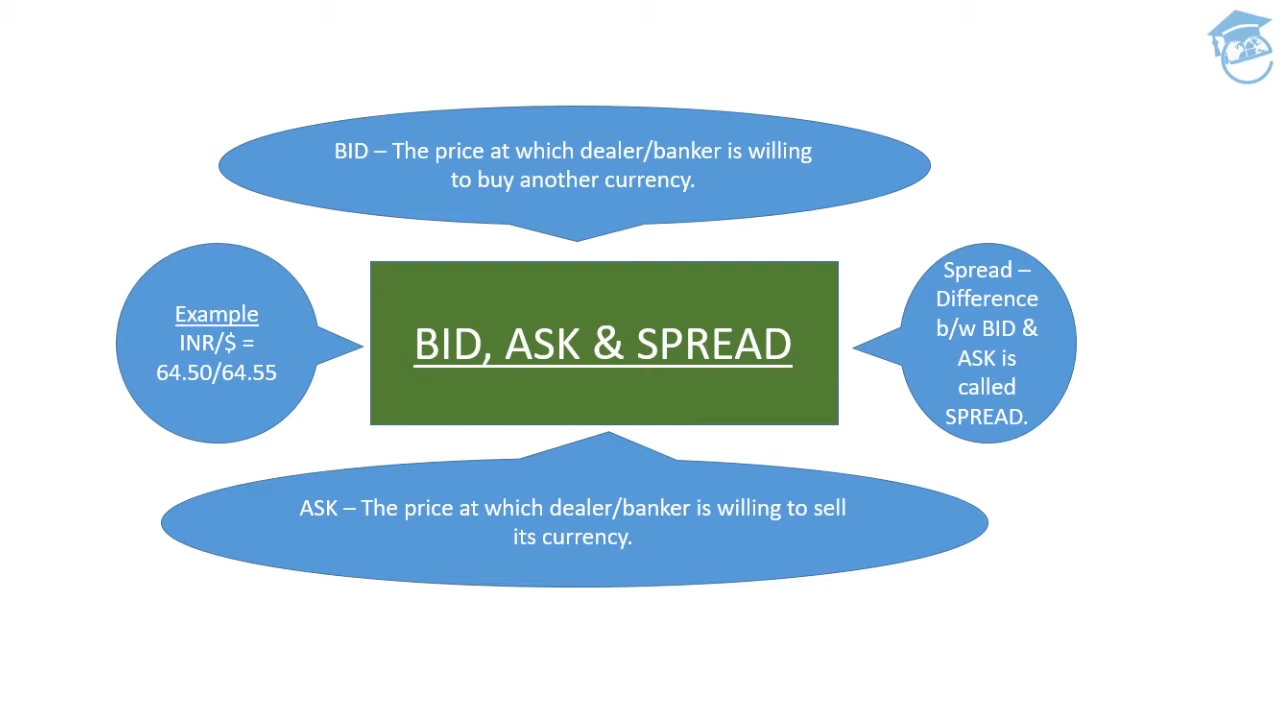 BID – The price at which dealer/banker is willing
to buy another currency.
Example
INR/$ =
64.50/64.55
BID, ASK & SPREAD
Spread –
Difference
b/w BID &
ASK is
called
SPREAD.
ASK – The price at which dealer/banker is willing to sell
its currency.